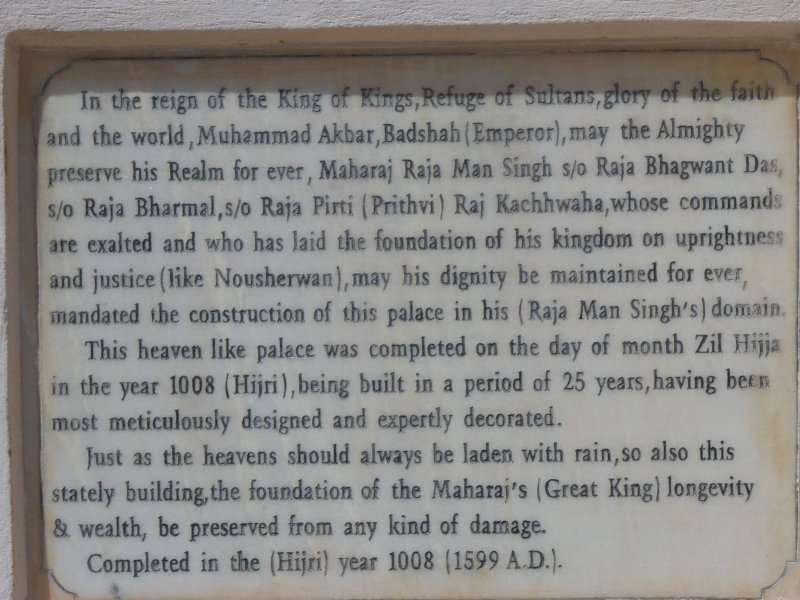 In the reign of the King of Kings,Refuge of Sultans,glory of the faith
and the world,Muhammad Akbar,Badshah(Emperor),may the Almighty
preserve his Realm for ever, Maharaj Raja Man Singh s/o Raja Bhagwant Das,
s/o Raja Bharmal,s/o Raja Pirti (Prithvi) Raj Kachhwaha,whose commands
are exalted and who has laid the foundation of his kingdom on uprightness
and justice(like Nousherwan),may his dignity be maintained for ever,
mandated the construction of this palace in his (Raja Man Singh's) domain.
This heaven like palace was completed on the day of month Zil Hijja
in the year 1008 (Hijri),being built in a period of 25 years,having been
most meticulously designed and expertly decorated.
Just as the heavens should always be laden with rain,so also this
stately building,the foundation of the Maharaj's (Great King) longevity
& wealth, be preserved from any kind of damage.
Completed in the (Hijri) year 1008 (1599 A.D.).